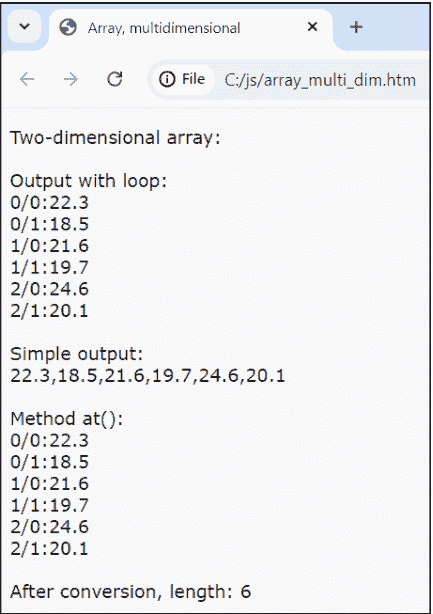 Array, multidimensional
File C:/js/array_multi_dim.htm
Two-dimensional array:
Output with loop:
0/0:22.3
0/1:18.5
1/0:21.6
1/1:19.7
2/0:24.6
2/1:20.1
Simple output:
22.3,18.5,21.6,19.7,24.6,20.1
Method at():
0/0:22.3
0/1:18.5
1/0:21.6
1/1:19.7
2/0:24.6
2/1:20.1
After conversion, length: 6